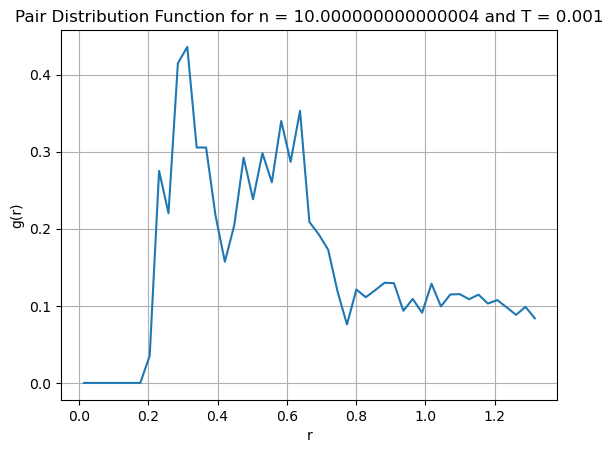 Pair Distribution Function for n = 10.000000000000004 and T = 0.001
g(r)
0.4
0.3
0.2
0.1
0.0
0.0 0.2 0.4 0.6 0.8 1.0 1.2
r